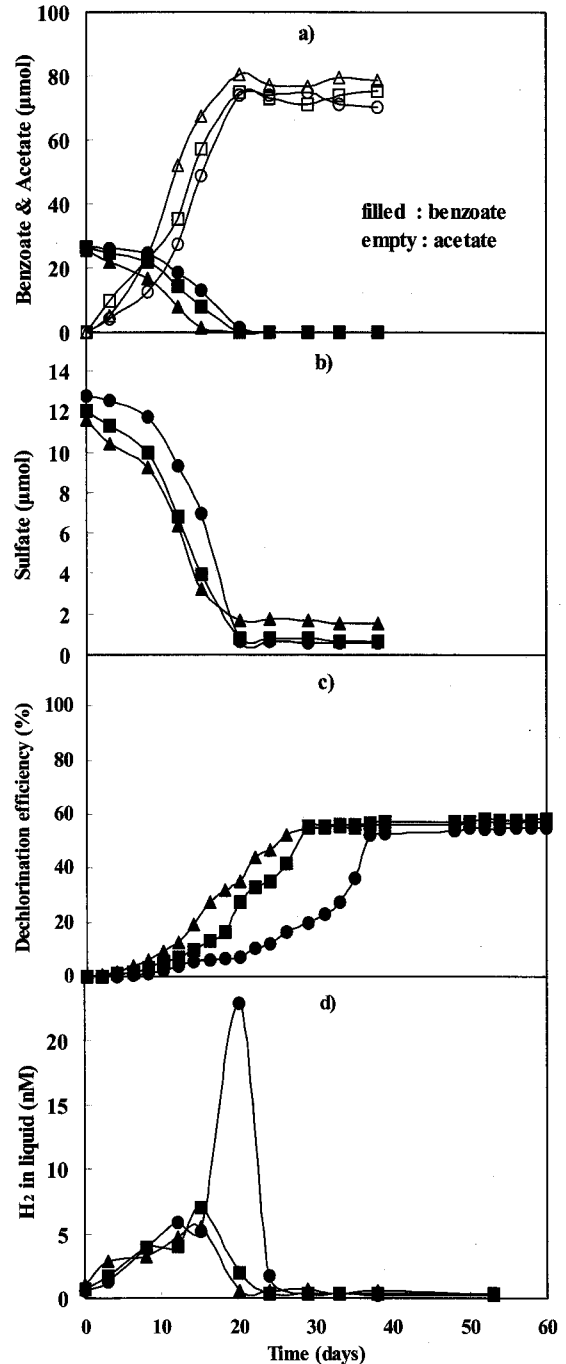 a)
Benzoate & Acetate (µmol)
100
80
60
40
20
0
filled : benzoate
empty : acetate
b)
Sulfate (µmol)
14
12
10
8
6
4
2
0
c)
Dechlorination efficiency (%)
100
80
60
40
20
0
d)
H2 in liquid (nM)
20
15
10
5
0
0 10 20 30 40 50 60
Time (days)